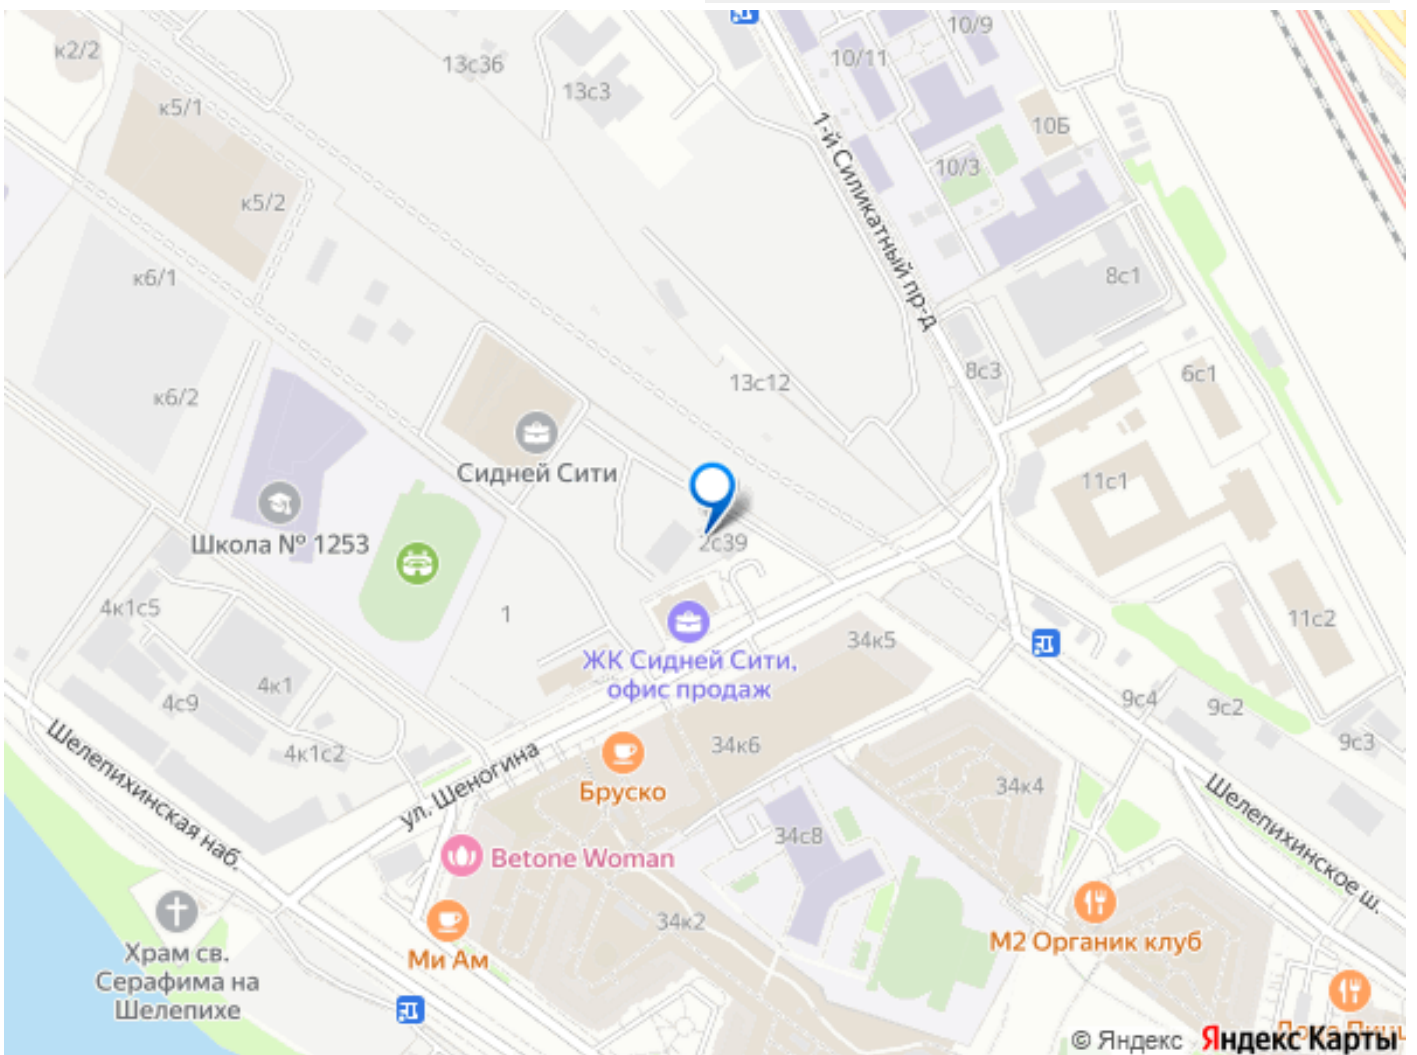 к2/2
13с36
13с3
10/11
10/9
к5/1
10Б
1-й Силикатный пр-д
10/3
к5/2
к6/1
8с1
8с3
6с1
13с12
к6/2
Сидней Сити
11с1
Школа № 1253
2с39
4к1с5
1
11с2
34к5
ЖК Сидней Сити,
офис продаж
4к1
4с9
9с4
9с2
9с3
4к1с2
34к6
ул. Шеногина
Бруско
34к4
Шелепихинская наб.
Шелепихинское ш.
34с8
Betone Woman
34к2
М2 Органик клуб
Ми Ам
Храм св.
Серафима на
Шелепихе
© Яндекс Яндекс Карты